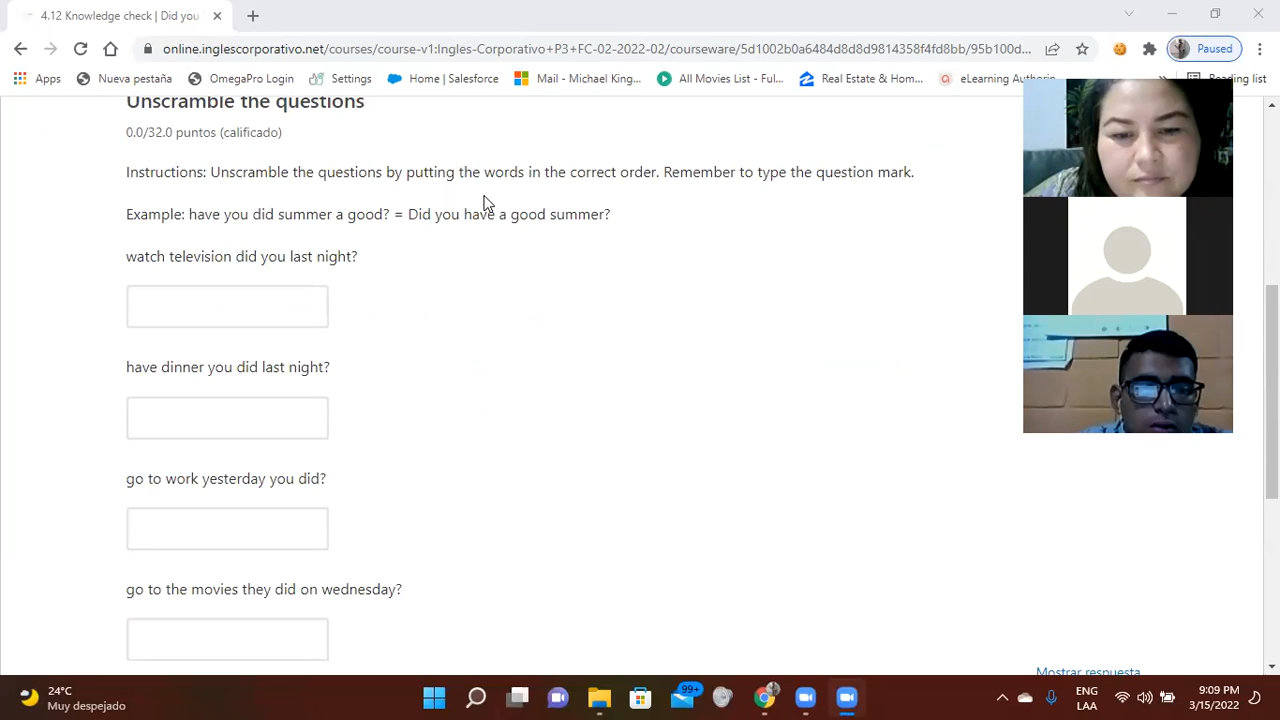 4.12 Knowledge check | Did you
online.inglescorporativo.net/courses/course-v1:Ingles-Corporativo+P3+FC-02-2022-02/courseware/5d1002b0a6484d8d8d9814358f4fd8bb/95b100d...
Paused
Apps
Nueva pestaña
OmegaPro Login
Settings
Home | Salesforce
Mail - Michael King...
All Movies List - Ful...
Real Estate & Hom...
eLearning Authorin
»
Reading list
Unscramble the questions
0.0/32.0 puntos (calificado)
Instructions: Unscramble the questions by putting the words in the correct order. Remember to type the question mark.
Example: have you did summer a good? = Did you have a good summer?
watch television did you last night?
have dinner you did last night?
go to work yesterday you did?
go to the movies they did on wednesday?
Mostrar respuesta
24°C
Muy despejado
99+
ENG
LAA
9:09 PM
3/15/2022